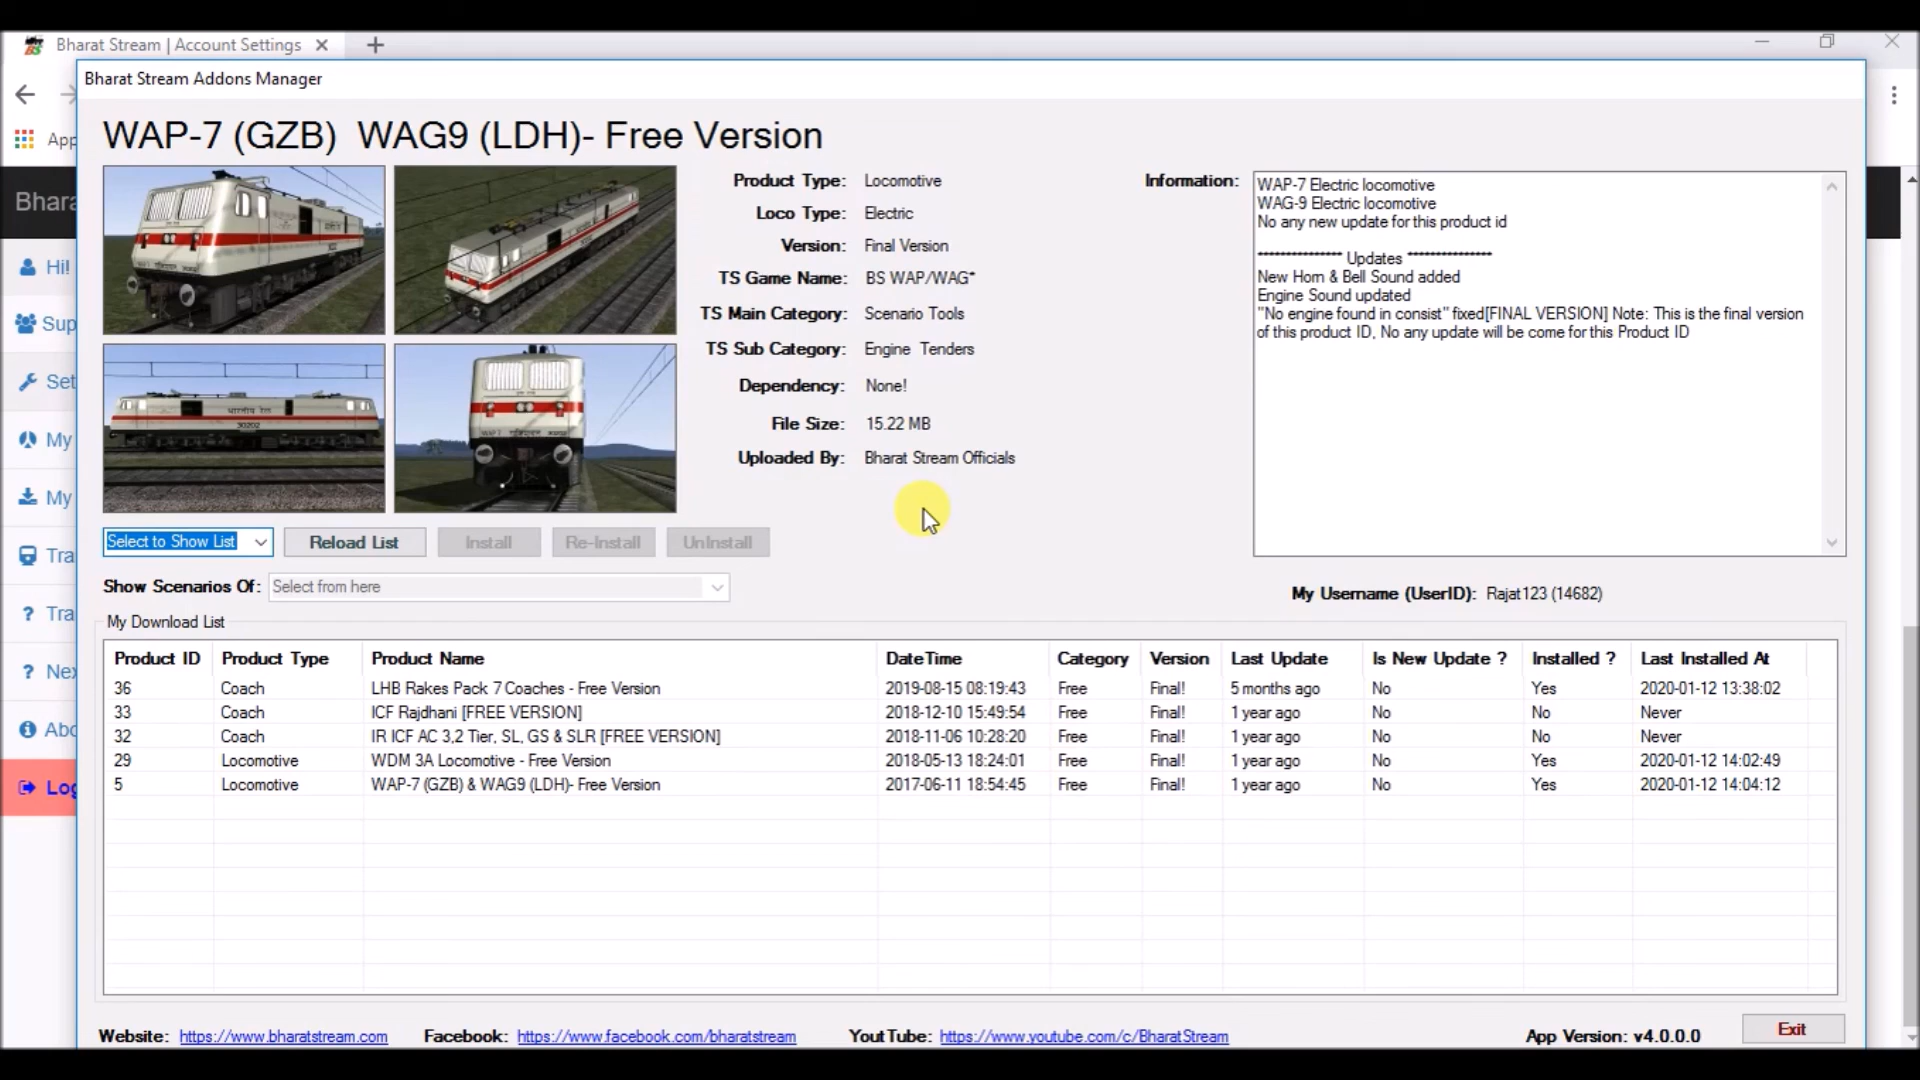 Bharat Stream | Account Settings
Bharat Stream Addons Manager
App
Bhara
Hi!
Sup
Set
My
My
Tra
Tra
Nex
Abo
Log
WAP-7 (GZB)  WAG9 (LDH)- Free Version
भारतीय रेल
30202
Product Type: Locomotive
Loco Type: Electric
Version: Final Version
TS Game Name: BS WAP/WAG*
TS Main Category: Scenario Tools
TS Sub Category: Engine Tenders
Dependency: None!
File Size: 15.22 MB
Uploaded By: Bharat Stream Officials
Information:
WAP-7 Electric locomotive
WAG-9 Electric locomotive
No any new update for this product id
**************** Updates ****************
New Horn & Bell Sound added
Engine Sound updated
"No engine found in consist" fixed[FINAL VERSION] Note: This is the final version
of this product ID, No any update will be come for this Product ID
Select to Show List
Reload List
Install
Re-Install
UnInstall
Show Scenarios Of: Select from here
My Username (UserID): Rajat123 (14682)
My Download List
Product ID Product Type Product Name DateTime Category Version Last Update Is New Update ? Installed ? Last Installed At
36 Coach LHB Rakes Pack 7 Coaches - Free Version 2019-08-15 08:19:43 Free Final! 5 months ago No Yes 2020-01-12 13:38:02
33 Coach ICF Rajdhani [FREE VERSION] 2018-12-10 15:49:54 Free Final! 1 year ago No No Never
32 Coach IR ICF AC 3,2 Tier, SL, GS & SLR [FREE VERSION] 2018-11-06 10:28:20 Free Final! 1 year ago No No Never
29 Locomotive WDM 3A Locomotive - Free Version 2018-05-13 18:24:01 Free Final! 1 year ago No Yes 2020-01-12 14:02:49
5 Locomotive WAP-7 (GZB) & WAG9 (LDH)- Free Version 2017-06-11 18:54:45 Free Final! 1 year ago No Yes 2020-01-12 14:04:12
Website: https://www.bharatstream.com Facebook: https://www.facebook.com/bharatstream YoutTube: https://www.youtube.com/c/BharatStream App Version: v4.0.0.0 Exit